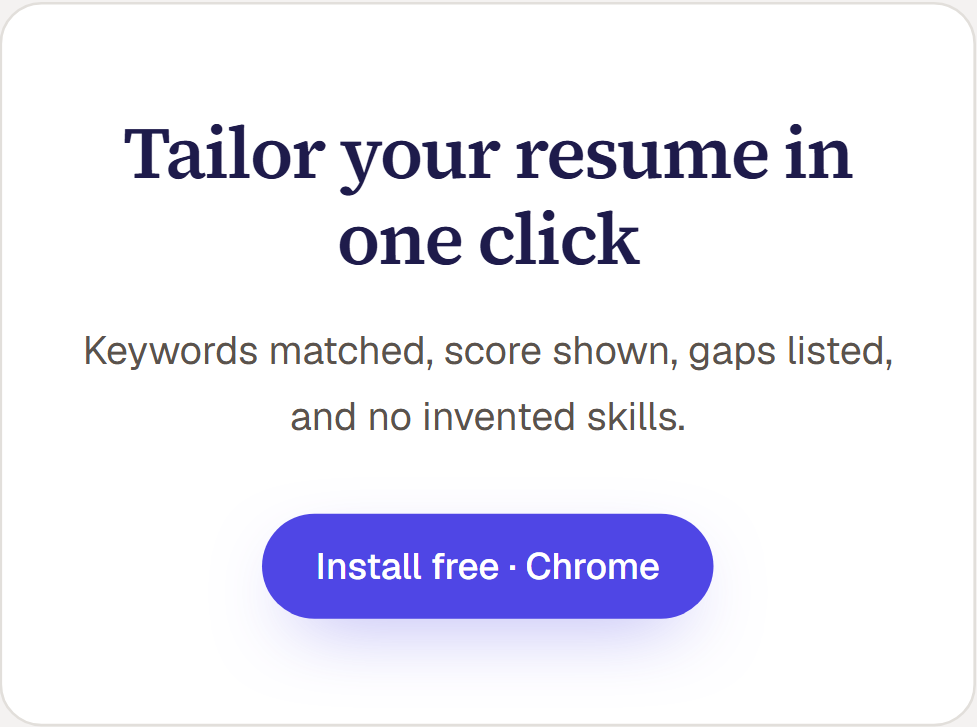 Tailor your resume in
one click
Keywords matched, score shown, gaps listed,
and no invented skills.
Install free · Chrome